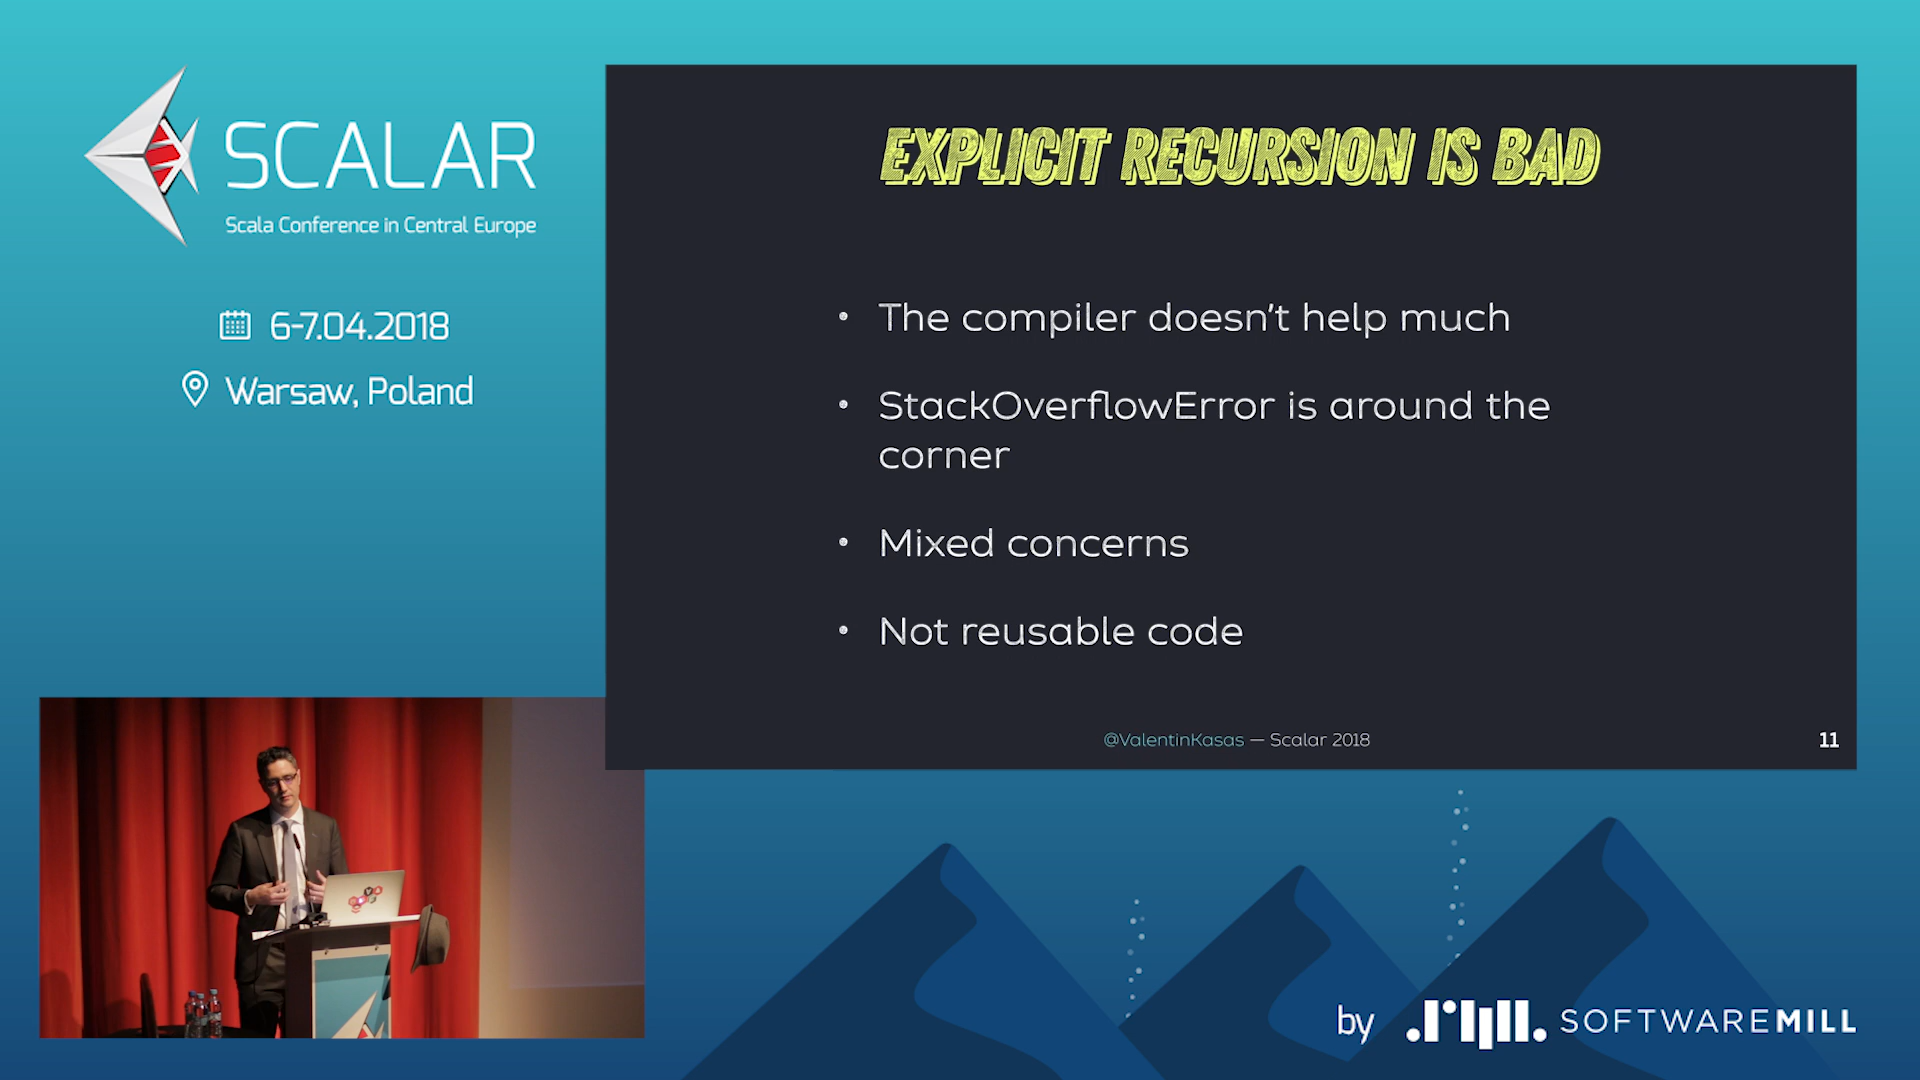 SCALAR
Scala Conference in Central Europe
6-7.04.2018
Warsaw, Poland
EXPLICIT RECURSION IS BAD
• The compiler doesn't help much
• StackOverflowError is around the
corner
• Mixed concerns
• Not reusable code
@ValentinKasas — Scalar 2018
11
by SOFTWAREMILL